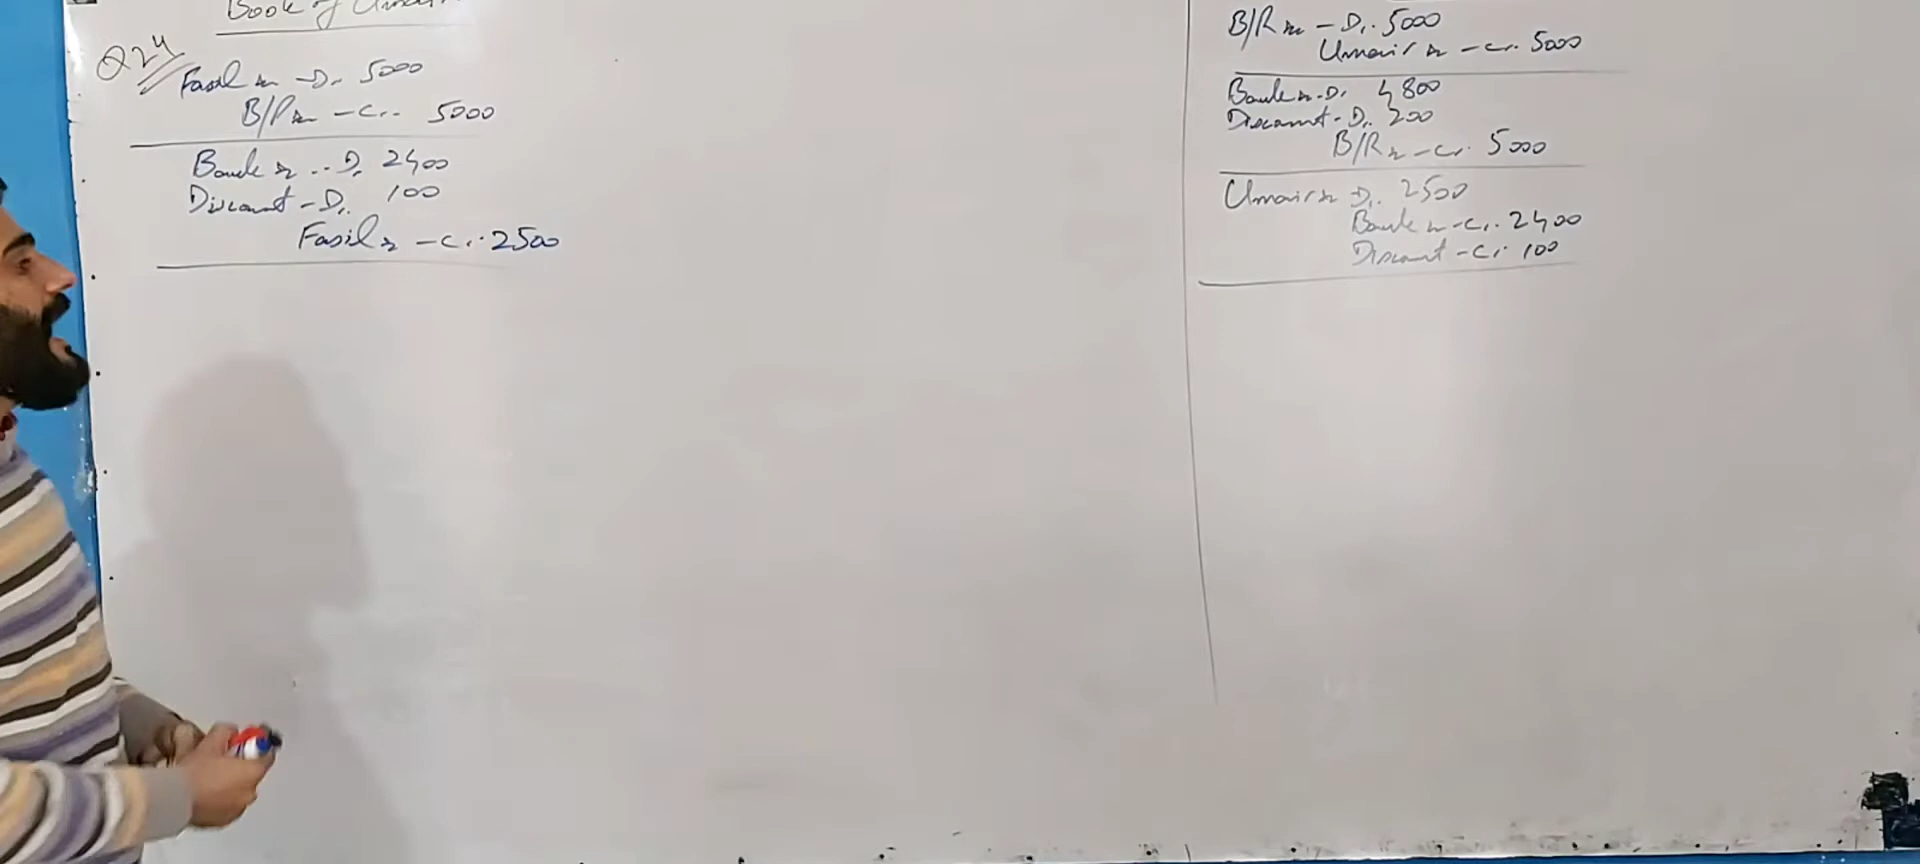 Book of
Q24
Fasil a/c - Dr. 5000
B/P a/c - Cr. 5000
Bank a/c .. Dr. 2400
Discount - Dr. 100
Fasil a/c - Cr. 2500
B/R a/c - Dr. 5000
Umair a/c - Cr. 5000
Bank a/c - Dr. 4800
Discount - Dr. 200
B/R a/c - Cr. 5000
Umair a/c Dr. 2500
Bank a/c - Cr. 2400
Discount - Cr. 100